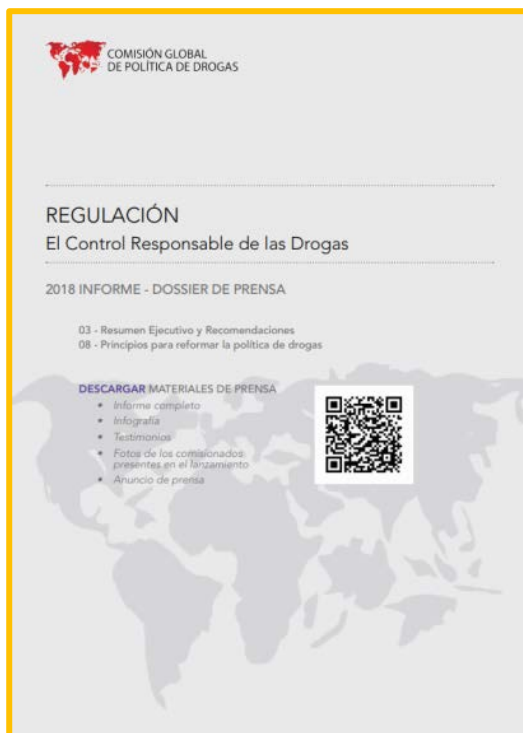 COMISIÓN GLOBAL
DE POLÍTICA DE DROGAS
REGULACIÓN
El Control Responsable de las Drogas
2018 INFORME - DOSSIER DE PRENSA
03 - Resumen Ejecutivo y Recomendaciones
08 - Principios para reformar la política de drogas
DESCARGAR MATERIALES DE PRENSA
• Informe completo
• Infografía
• Testimonios
• Fotos de los comisionados
presentes en el lanzamiento
• Anuncio de prensa